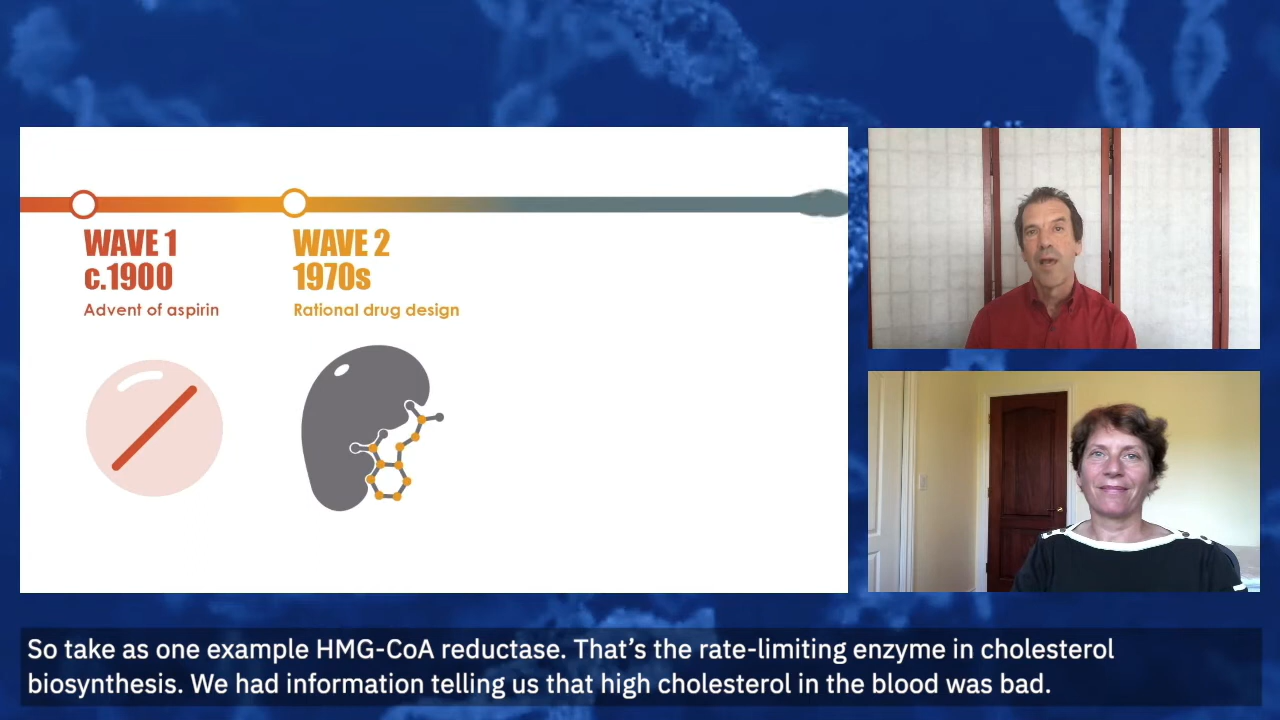 WAVE 1
c.1900
Advent of aspirin
WAVE 2
1970s
Rational drug design
So take as one example HMG-CoA reductase. That’s the rate-limiting enzyme in cholesterol
biosynthesis. We had information telling us that high cholesterol in the blood was bad.